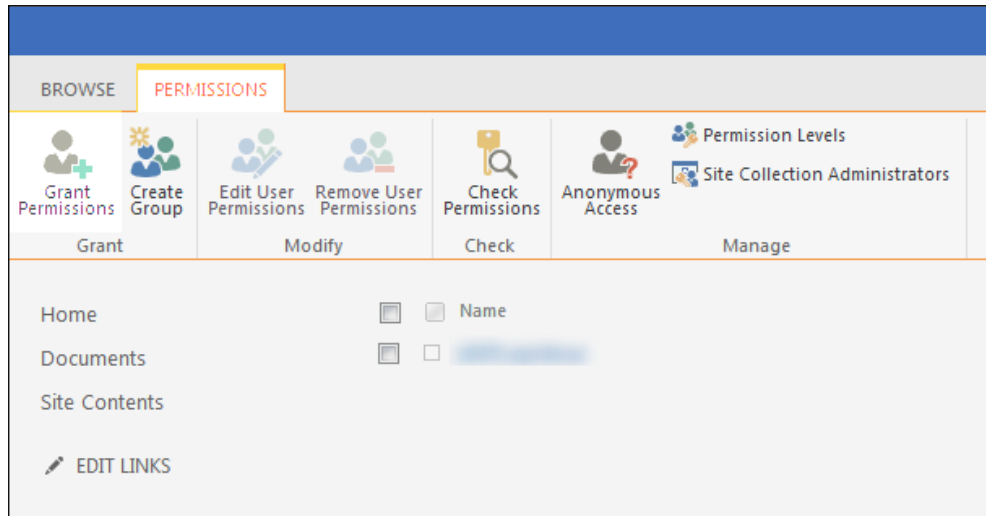 BROWSE PERMISSIONS
Grant Permissions
Create Group
Edit User Permissions
Remove User Permissions
Check Permissions
Anonymous Access
Permission Levels
Site Collection Administrators
Grant Modify Check Manage
Home
Name
Documents
Site Contents
EDIT LINKS